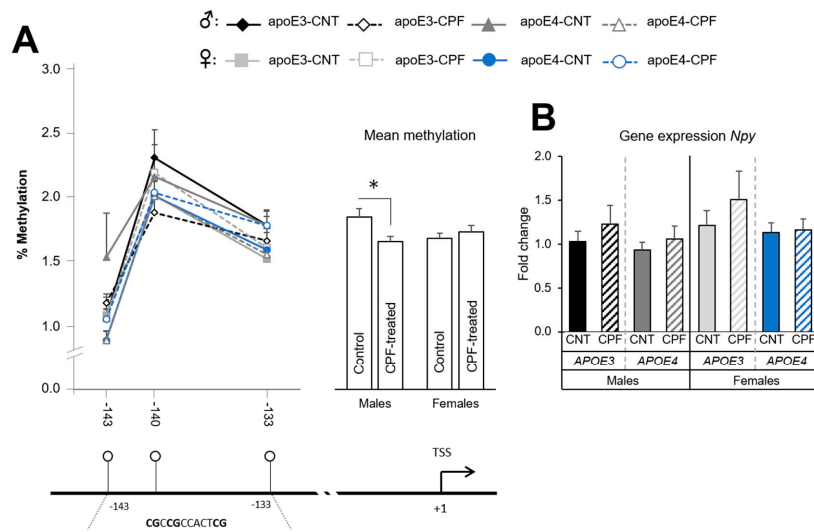 ♂: apoE3-CNT apoE3-CPF apoE4-CNT apoE4-CPF
♀: apoE3-CNT apoE3-CPF apoE4-CNT apoE4-CPF
A
% Methylation
3.0
2.5
2.0
1.5
1.0
0.0
-143
-140
-133
Mean methylation
*
Control
CPF-treated
Control
CPF-treated
Males Females
B
Gene expression Npy
Fold change
2.0
1.5
1.0
0.5
0.0
CNT CPF CNT CPF CNT CPF CNT CPF
APOE3 APOE4 APOE3 APOE4
Males Females
TSS
-143 -133 +1
CGCCGCCACTCG